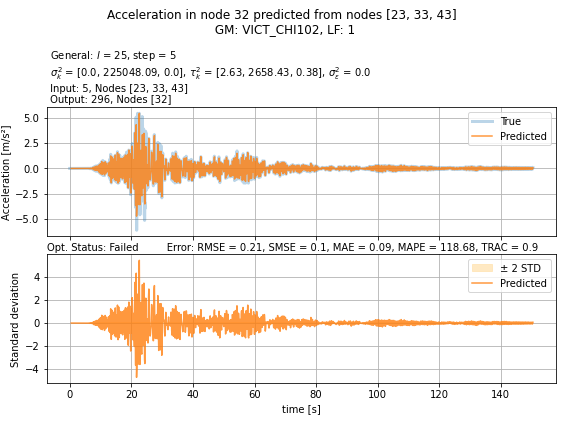 Acceleration in node 32 predicted from nodes [23, 33, 43]
GM: VICT_CHI102, LF: 1
General: l = 25, step = 5
σ²ₖ = [0.0, 225048.09, 0.0], τ²ₖ = [2.63, 2658.43, 0.38], σ²ε = 0.0
Input: 5, Nodes [23, 33, 43]
Output: 296, Nodes [32]
5.0
2.5
0.0
−2.5
−5.0
Acceleration [m/s²]
True
Predicted
Opt. Status: Failed Error: RMSE = 0.21, SMSE = 0.1, MAE = 0.09, MAPE = 118.68, TRAC = 0.9
4
2
0
−2
−4
Standard deviation
± 2 STD
Predicted
0 20 40 60 80 100 120 140
time [s]